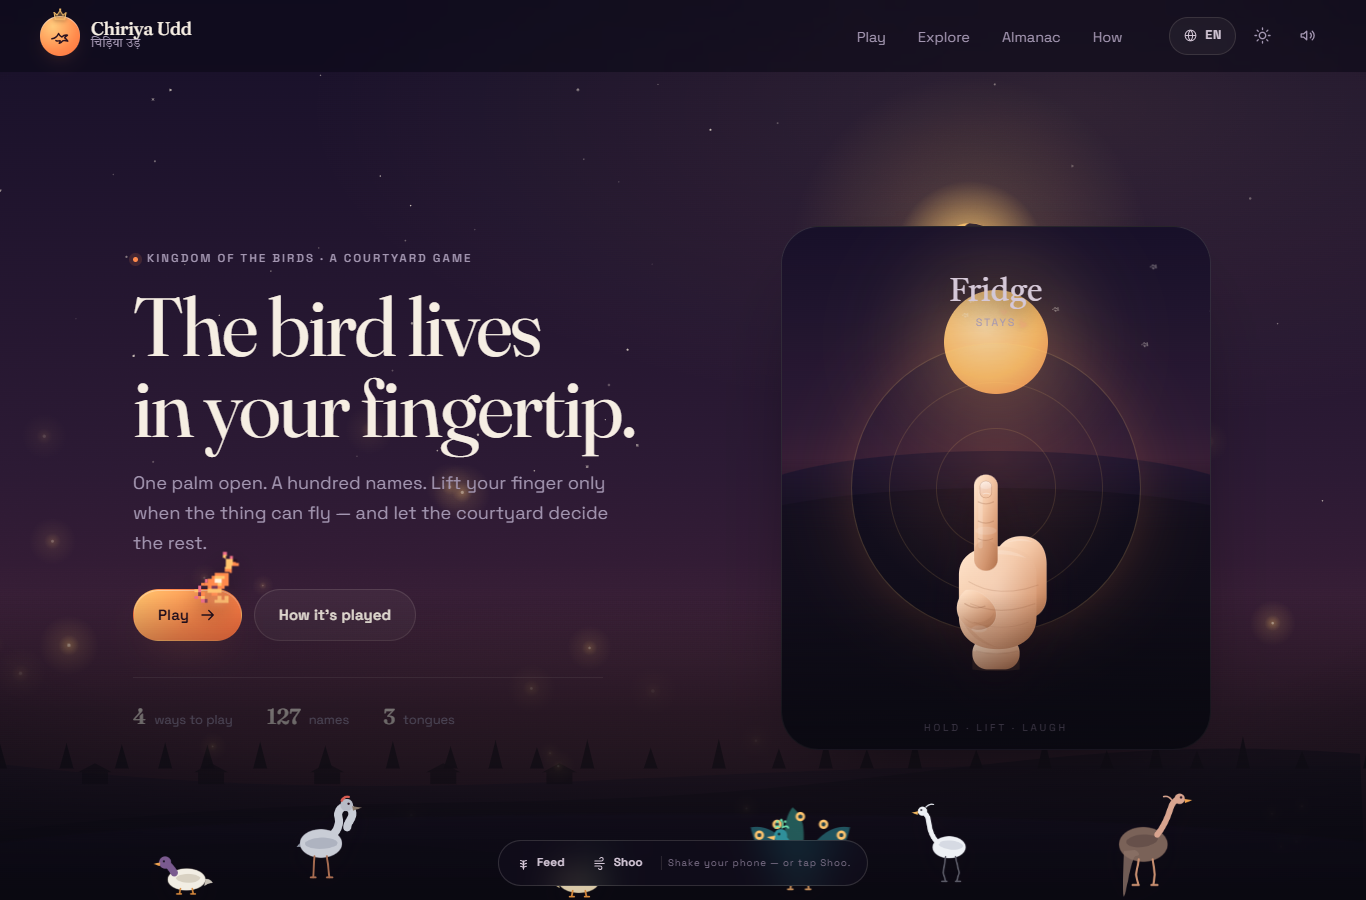 Chiriya Udd
चिड़िया उड़
Play
Explore
Almanac
How
EN
KINGDOM OF THE BIRDS · A COURTYARD GAME
The bird lives
in your fingertip.
One palm open. A hundred names. Lift your finger only
when the thing can fly — and let the courtyard decide
the rest.
Play →
How it's played
4 ways to play
127 names
3 tongues
Fridge
STAYS
HOLD · LIFT · LAUGH
Feed
Shoo
Shake your phone — or tap Shoo.